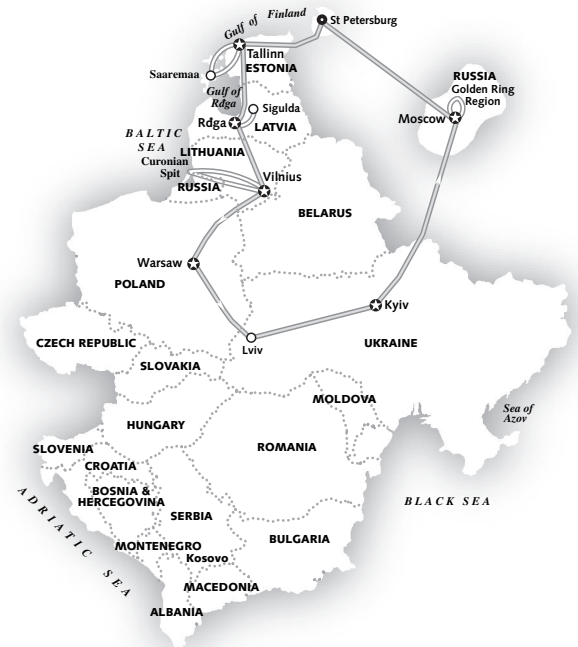 Gulf of Finland
St Petersburg
Tallinn
ESTONIA
Saaremaa
Gulf of
Rdga
Sigulda
Rdga
LATVIA
RUSSIA
Golden Ring
Region
Moscow
BALTIC
SEA
LITHUANIA
Curonian
Spit
RUSSIA
Vilnius
BELARUS
Warsaw
POLAND
Kyiv
CZECH REPUBLIC
Lviv
UKRAINE
SLOVAKIA
MOLDOVA
Sea of
Azov
HUNGARY
ROMANIA
SLOVENIA
CROATIA
BOSNIA &
HERCEGOVINA
BLACK SEA
ADRIATIC SEA
SERBIA
BULGARIA
MONTENEGRO
Kosovo
MACEDONIA
ALBANIA